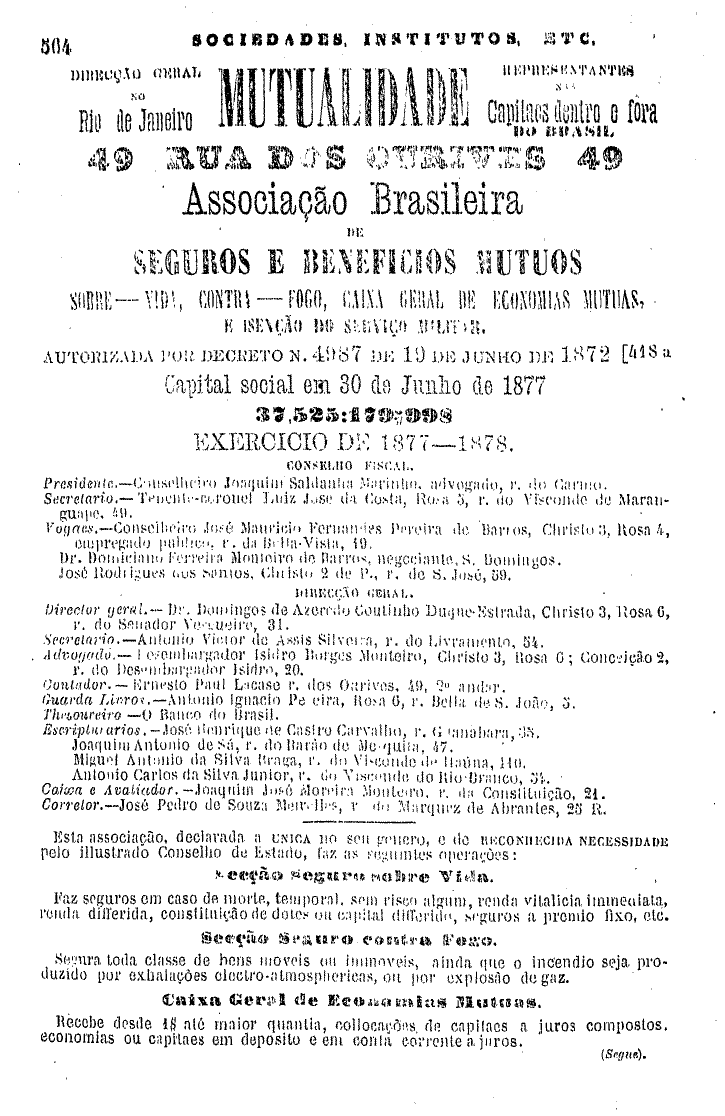 504 SOCIEDADES, INSTITUTOS, ETC.
DIRECÇÃO GERAL
NO
Rio de Janeiro
MUTUALIDADE
REPRESENTANTES
NAS
Capitaes dentro e fóra
DO BRASIL
49 RUA DOS OURIVES 49
Associação Brasileira
DE
SEGUROS E BENEFICIOS MUTUOS
SOBRE — VIDA, CONTRA — FOGO, CAIXA GERAL DE ECONOMIAS MUTUAS,
E ISENÇÃO DO SERVIÇO MILITAR.
AUTORIZADA POR DECRETO N. 4987 DE 19 DE JUNHO DE 1872 [418 a
Capital social em 30 de Junho de 1877
37,525:179$998
EXERCICIO DE 1877—1878.
CONSELHO FISCAL.
Presidente.—Conselheiro Joaquim Saldanha Marinho, advogado, r. do Carmo.
Secretario.— Tenente-coronel Luiz José da Costa, Rosa 5, r. do Visconde de Maran-
guape, 49.
Vogaes.—Conselheiro José Mauricio Fernandes Pereira de Barros, Christo 3, Rosa 4,
empregado publico, r. da Bella-Vista, 19.
Dr. Domiciano Ferreira Monteiro de Barros, negociante, S. Domingos.
José Rodrigues dos Santos, Christo 2 de P., r. de S. José, 59.
DIRECÇÃO GERAL.
Director geral.— Dr. Domingos de Azeredo Coutinho Duque-Estrada, Christo 3, Rosa 6,
r. do Senador Vergueiro, 31.
Secretario.—Antonio Victor de Assis Silveira, r. do Livramento, 54.
Advogado.— Desembargador Isidro Borges Monteiro, Christo 3, Rosa 6; Conceição 2,
r. do Desembargador Isidro, 20.
Contador.— Ernesto Paul Lacase r. dos Ourives, 49, 2º andar.
Guarda Livros.—Antonio Ignacio Pereira, Rosa 6, r. Bella de S. João, 5.
Thesoureiro —O Banco do Brasil.
Escripturarios.—José Henrique de Castro Carvalho, r. Guanabara, 38.
Joaquim Antonio de Sá, r. do Barão de Mesquita, 47.
Miguel Antonio da Silva Braga, r. do Visconde de Itaúna, 110.
Antonio Carlos da Silva Junior, r. do Visconde do Rio-Branco, 34.
Caixa e Avaliador.—Joaquim José Moreira Monteiro, r. da Constituição, 21.
Corretor.—José Pedro de Souza Meirelles, r do Marquez de Abrantes, 25 R.
Esta associação, declarada a UNICA no seu genero, e de RECONHECIDA NECESSIDADE
pelo illustrado Conselho de Estado, faz as seguintes operações:
Secção Seguro sobre Vida.
Faz seguros em caso de morte, temporal, sem risco algum, renda vitalicia immediata,
renda differida, constituição de dotes ou capital differido, seguros a premio fixo, etc.
Secção Seguro contra Fogo.
Segura toda classe de bens moveis ou immoveis, ainda que o incendio seja pro-
duzido por exhalações electro-atmosphericas, ou por explosão de gaz.
Caixa Geral de Economias Mutuas.
Recebe desde 1$ até maior quantia, collocações de capitaes a juros compostos,
economias ou capitaes em deposito e em conta corrente a juros.
(Segue).